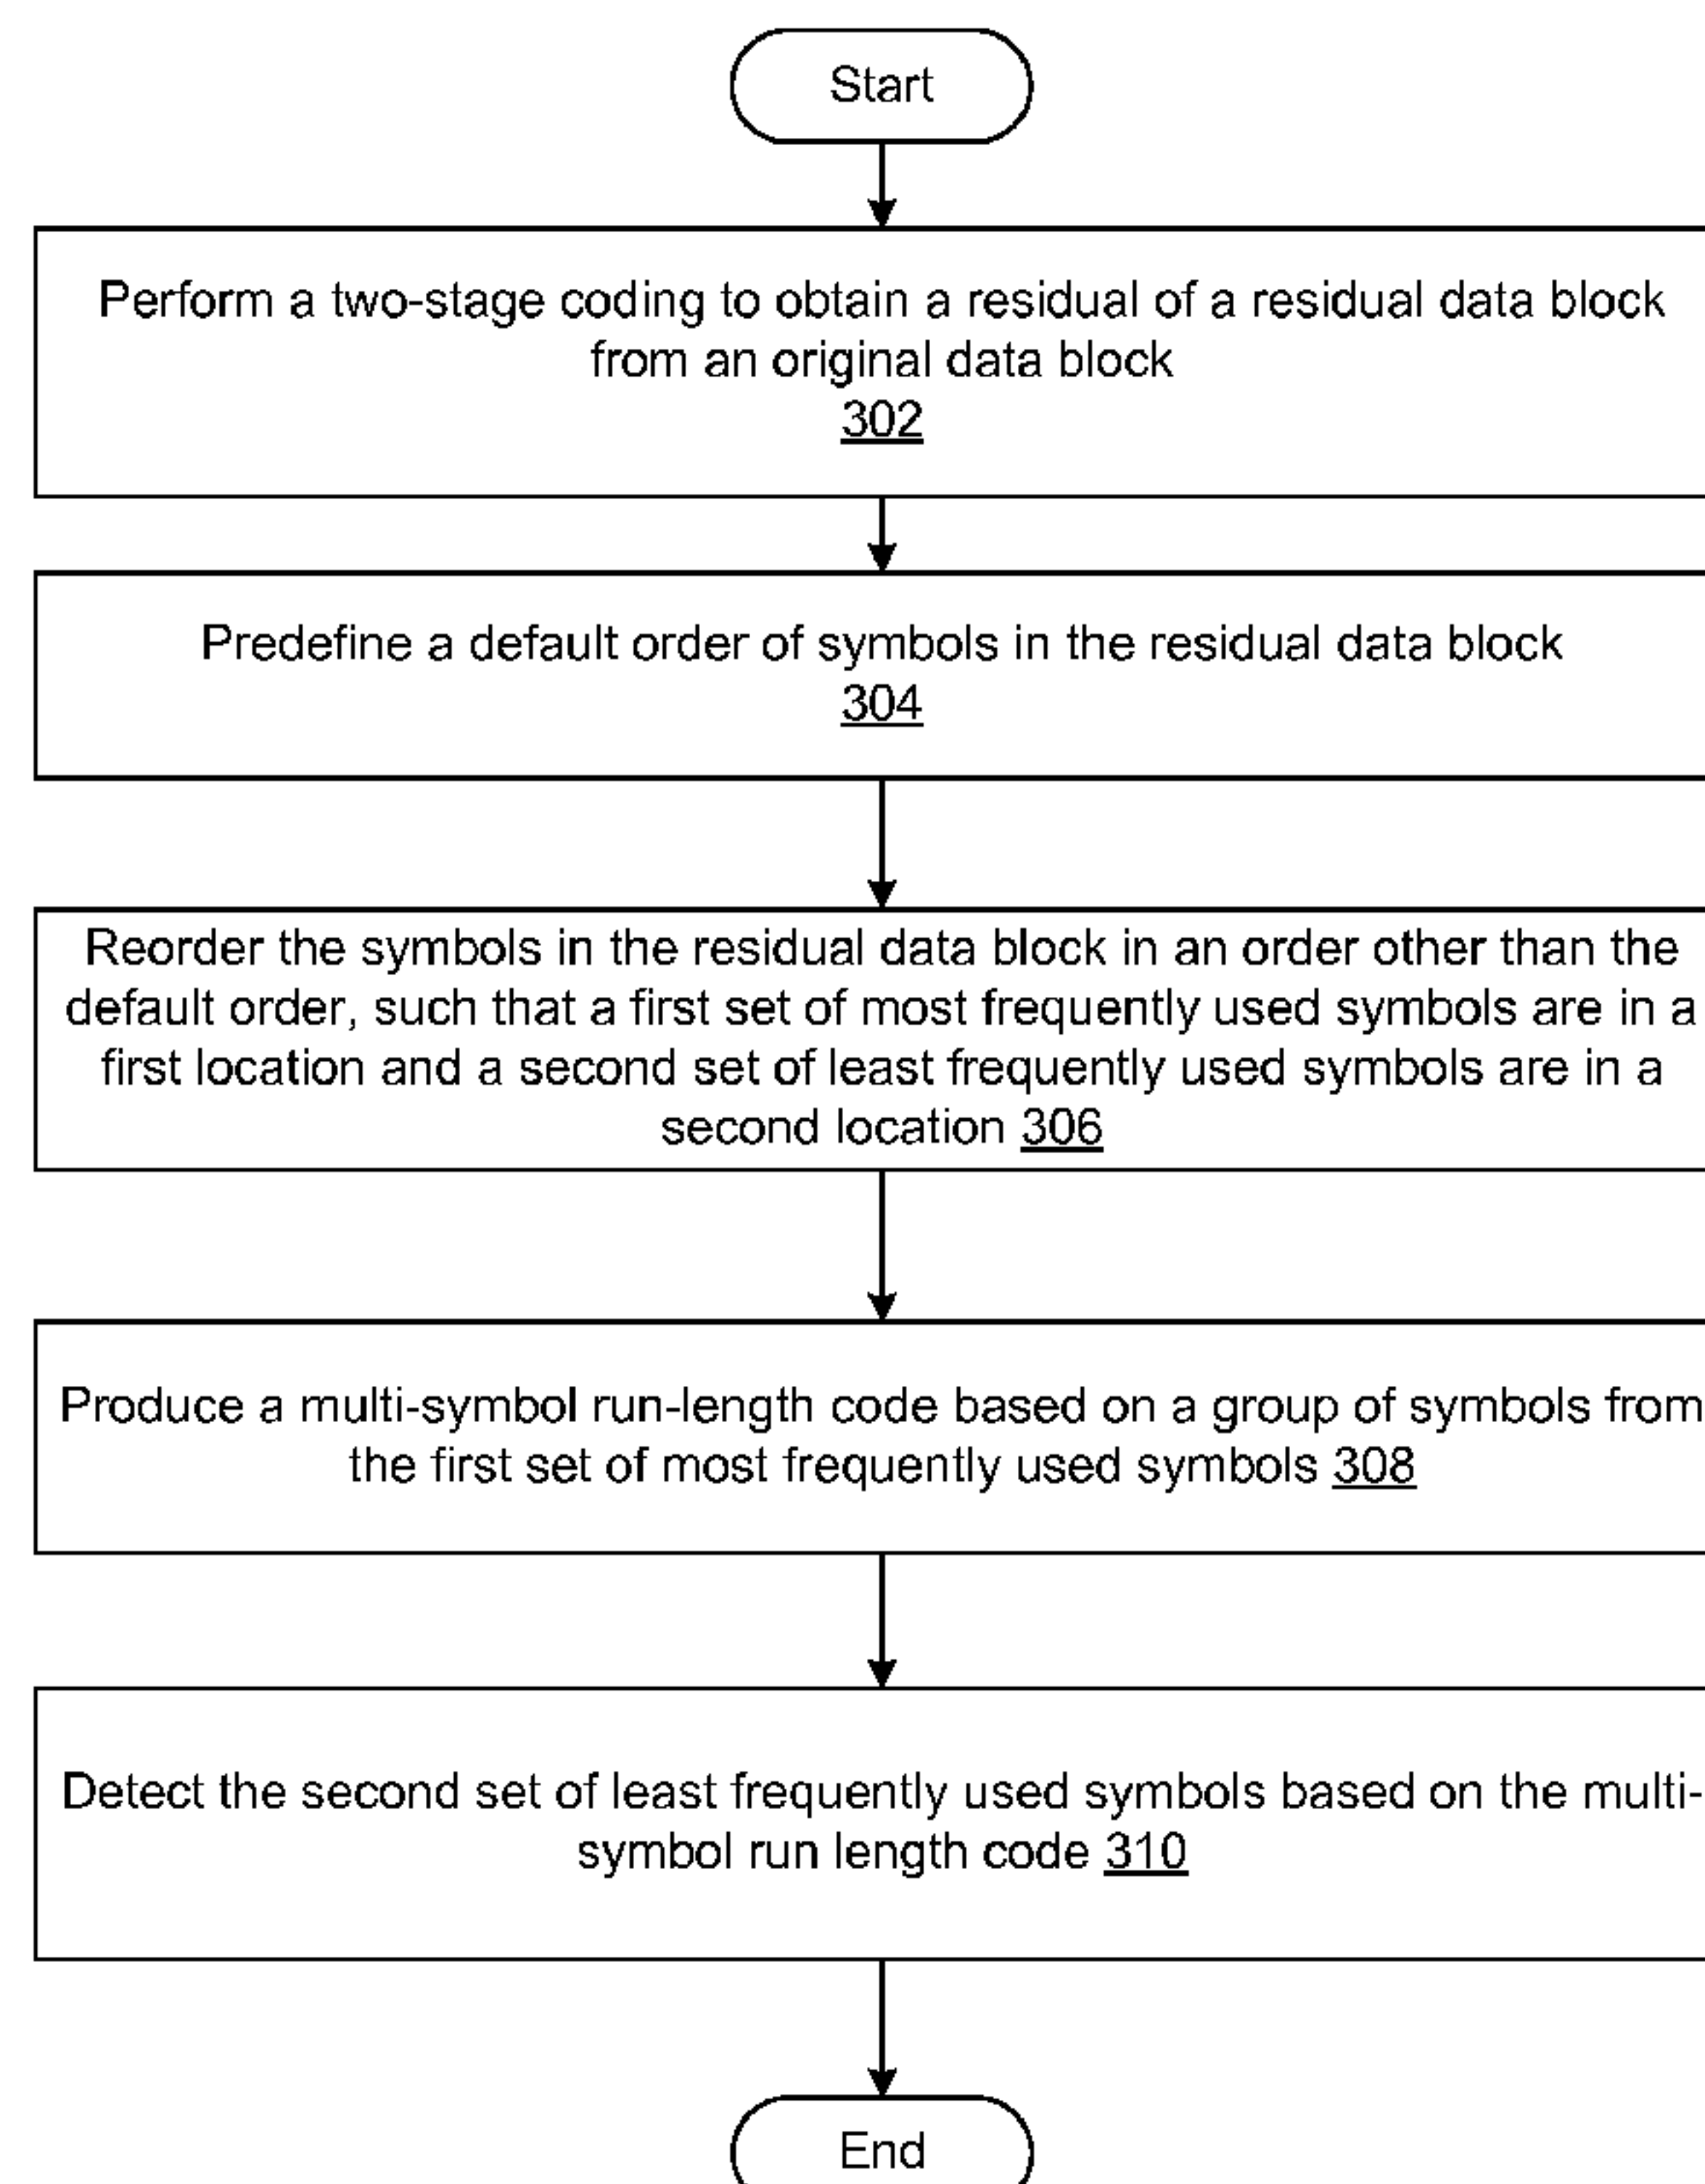 Start
Perform a two-stage coding to obtain a residual of a residual data block
from an original data block
302
Predefine a default order of symbols in the residual data block
304
Reorder the symbols in the residual data block in an order other than the
default order, such that a first set of most frequently used symbols are in a
first location and a second set of least frequently used symbols are in a
second location 306
Produce a multi-symbol run-length code based on a group of symbols from
the first set of most frequently used symbols 308
Detect the second set of least frequently used symbols based on the multi-
symbol run length code 310
End